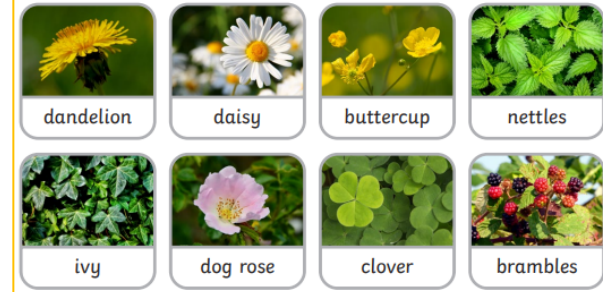 dandelion
daisy
buttercup
nettles
ivy
dog rose
clover
brambles